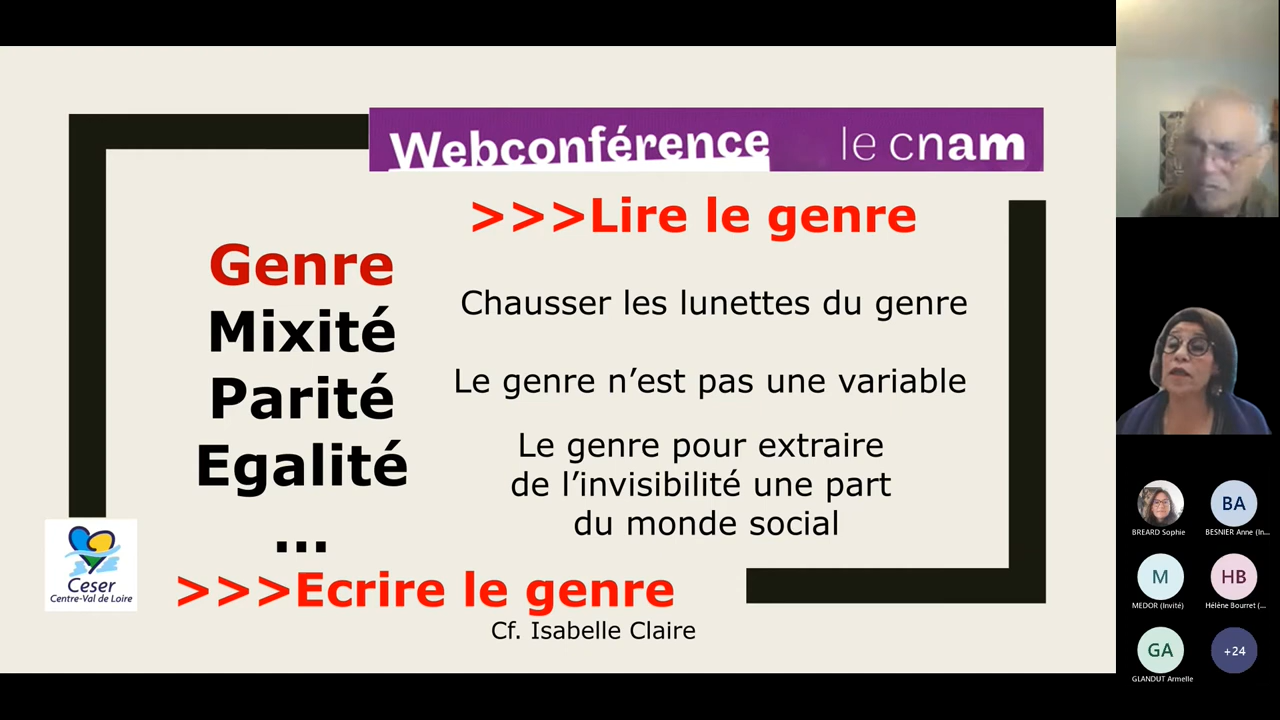 Webconférence
le cnam
>>>Lire le genre
Genre
Mixité
Parité
Egalité
...
Chausser les lunettes du genre
Le genre n’est pas une variable
Le genre pour extraire
de l’invisibilité une part
du monde social
Ceser
Centre-Val de Loire
>>>Ecrire le genre
Cf. Isabelle Claire
BREARD Sophie
BA
BESNIER Anne (In...
M
MEDOR (Invité)
HB
Hélène Bourret (...
GA
GLANDUT Armelle
+24